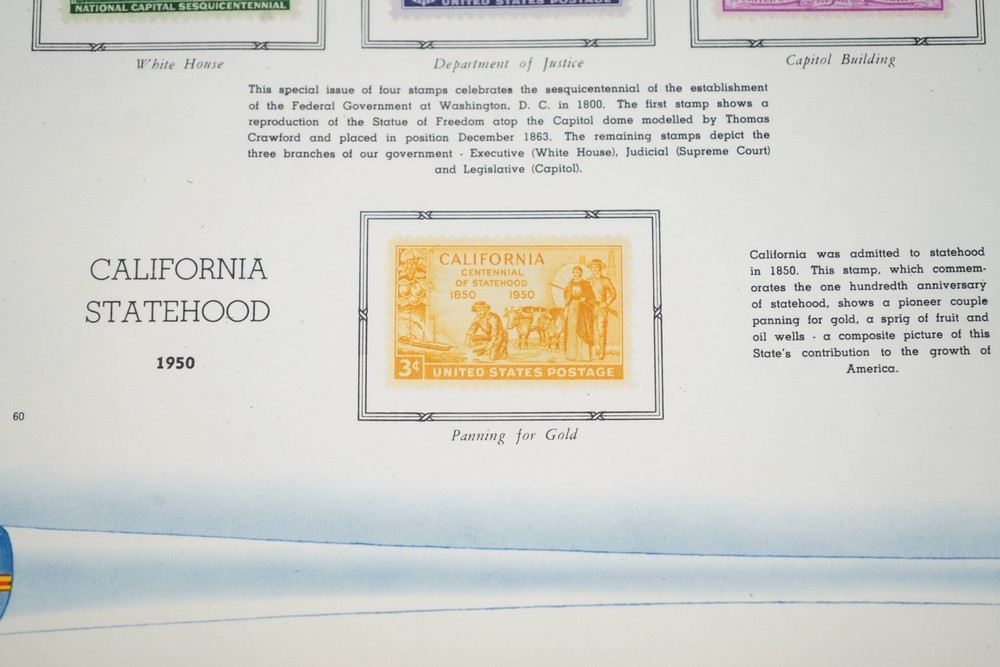 NATIONAL CAPITAL SESQUICENTENNIAL
UNITED STATES POSTAGE
White House
Department of Justice
Capitol Building
This special issue of four stamps celebrates the sesquicentennial of the establishment
of the Federal Government at Washington, D. C. in 1800. The first stamp shows a
reproduction of the Statue of Freedom atop the Capitol dome modelled by Thomas
Crawford and placed in position December 1863. The remaining stamps depict the
three branches of our government - Executive (White House), Judicial (Supreme Court)
and Legislative (Capitol).
CALIFORNIA
STATEHOOD
1950
60
CALIFORNIA
CENTENNIAL
OF STATEHOOD
1850 1950
3¢
UNITED STATES POSTAGE
Panning for Gold
California was admitted to statehood
in 1850. This stamp, which commem-
orates the one hundredth anniversary
of statehood, shows a pioneer couple
panning for gold, a sprig of fruit and
oil wells - a composite picture of this
State's contribution to the growth of
America.